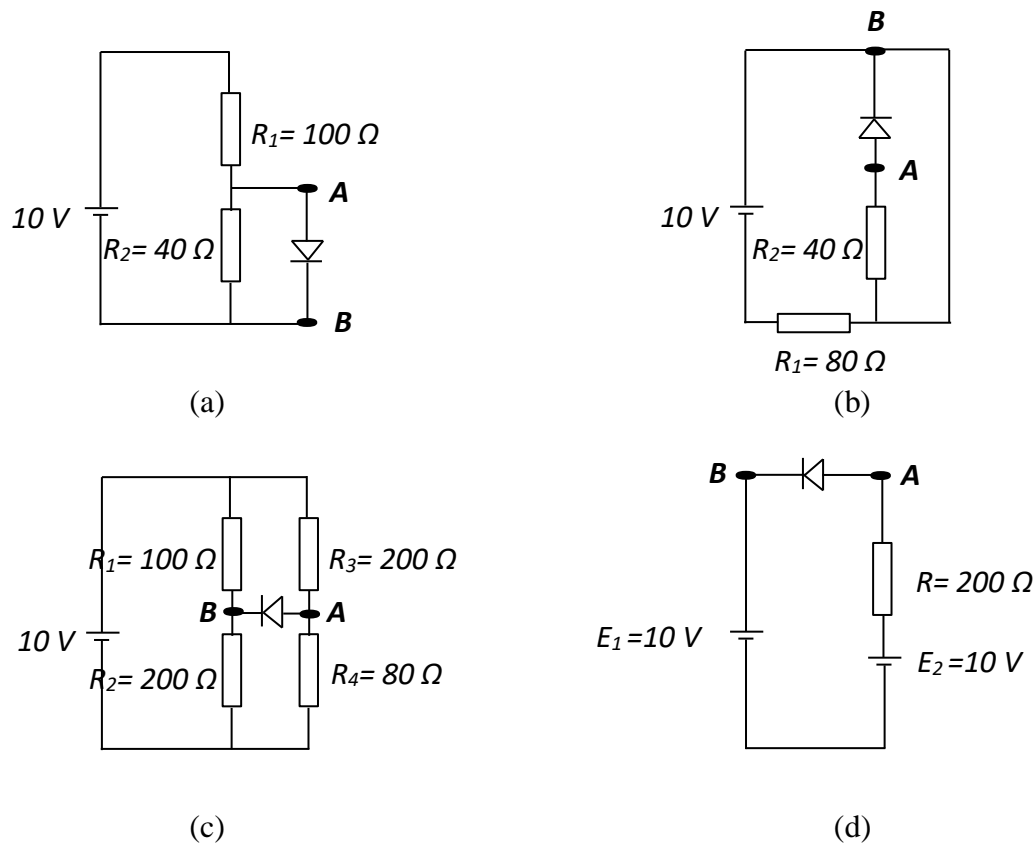 B
R1= 100 Ω
A
10 V
R2= 40 Ω
B
(a)
A
10 V
R2= 40 Ω
R1= 80 Ω
(b)
R1= 100 Ω
R3= 200 Ω
B
A
10 V
R2= 200 Ω
R4= 80 Ω
(c)
B
A
R= 200 Ω
E1 =10 V
E2 =10 V
(d)